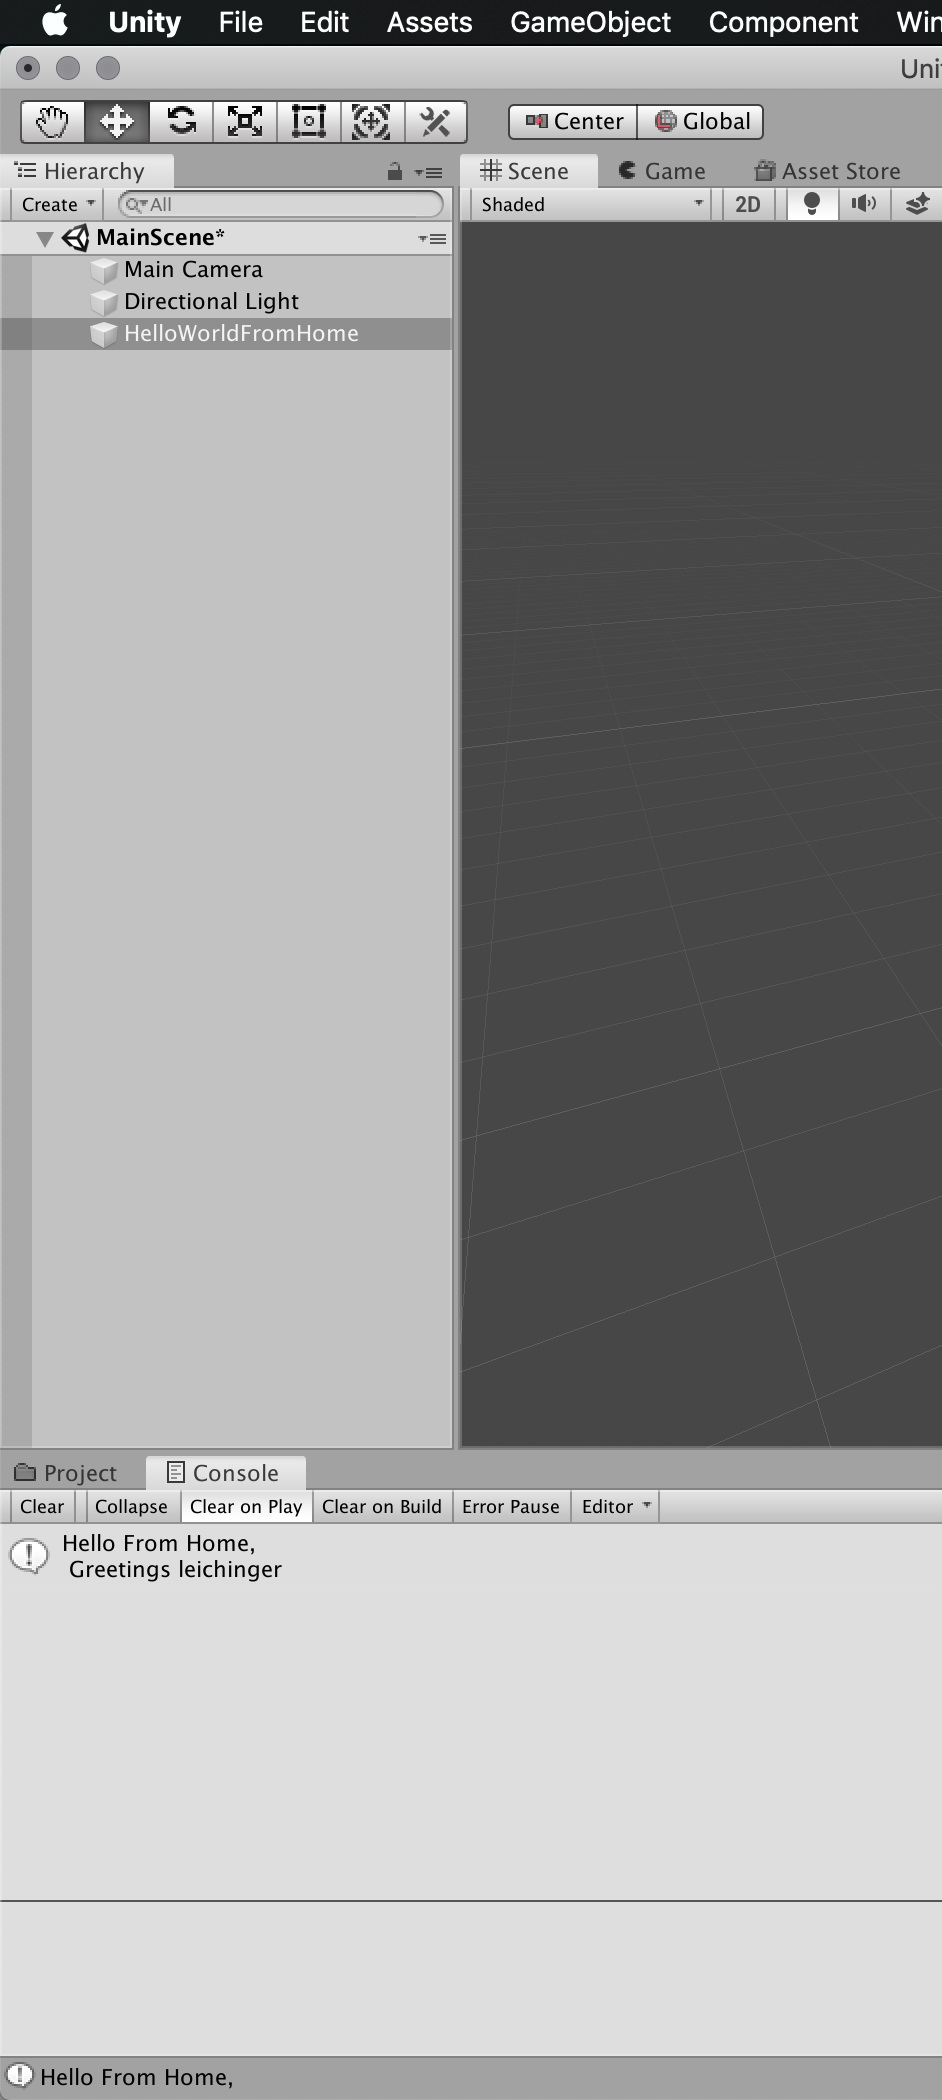 Unity File Edit Assets GameObject Component Win
Uni
Center Global
Hierarchy
Scene Game Asset Store
Create All
Shaded 2D
MainScene*
Main Camera
Directional Light
HelloWorldFromHome
Project Console
Clear Collapse Clear on Play Clear on Build Error Pause Editor
Hello From Home,
Greetings leichinger
Hello From Home,